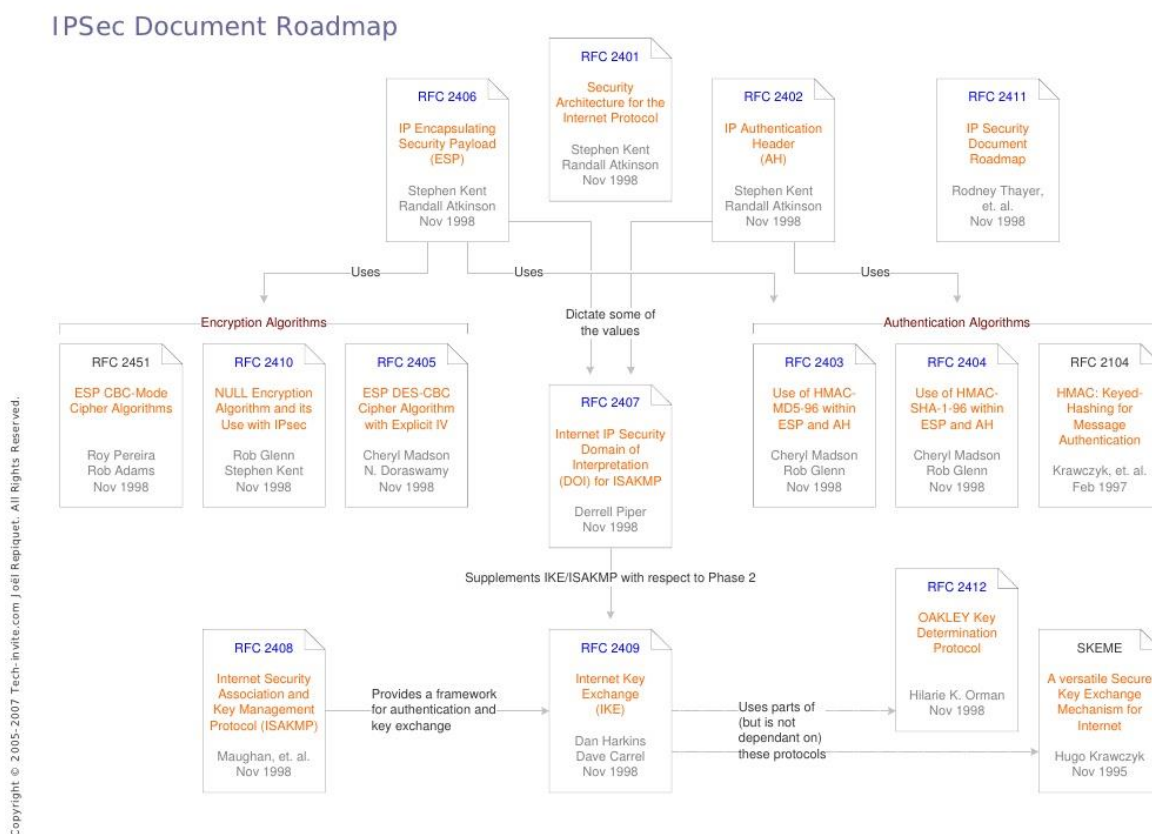 IPSec Document Roadmap
RFC 2401
Security
Architecture for the
Internet Protocol
Stephen Kent
Randall Atkinson
Nov 1998
RFC 2406
IP Encapsulating
Security Payload
(ESP)
Stephen Kent
Randall Atkinson
Nov 1998
RFC 2402
IP Authentication
Header
(AH)
Stephen Kent
Randall Atkinson
Nov 1998
RFC 2411
IP Security
Document
Roadmap
Rodney Thayer,
et. al.
Nov 1998
Uses
Uses
Uses
Dictate some of
the values
Encryption Algorithms
Authentication Algorithms
RFC 2451
ESP CBC-Mode
Cipher Algorithms
Roy Pereira
Rob Adams
Nov 1998
RFC 2410
NULL Encryption
Algorithm and its
Use with IPsec
Rob Glenn
Stephen Kent
Nov 1998
RFC 2405
ESP DES-CBC
Cipher Algorithm
with Explicit IV
Cheryl Madson
N. Doraswamy
Nov 1998
RFC 2407
Internet IP Security
Domain of
Interpretation
(DOI) for ISAKMP
Derrell Piper
Nov 1998
RFC 2403
Use of HMAC-
MD5-96 within
ESP and AH
Cheryl Madson
Rob Glenn
Nov 1998
RFC 2404
Use of HMAC-
SHA-1-96 within
ESP and AH
Cheryl Madson
Rob Glenn
Nov 1998
RFC 2104
HMAC: Keyed-
Hashing for
Message
Authentication
Krawczyk, et. al.
Feb 1997
Supplements IKE/ISAKMP with respect to Phase 2
RFC 2408
Internet Security
Association and
Key Management
Protocol (ISAKMP)
Maughan, et. al.
Nov 1998
Provides a framework
for authentication and
key exchange
RFC 2409
Internet Key
Exchange
(IKE)
Dan Harkins
Dave Carrel
Nov 1998
Uses parts of
(but is not
dependant on)
these protocols
RFC 2412
OAKLEY Key
Determination
Protocol
Hilarie K. Orman
Nov 1998
SKEME
A versatile Secure
Key Exchange
Mechanism for
Internet
Hugo Krawczyk
Nov 1995
Copyright © 2005-2007 Tech-invite.com Joël Repiquet. All Rights Reserved.